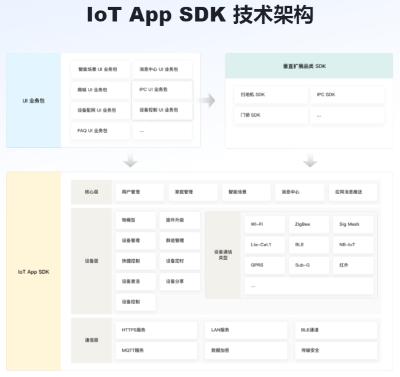 IoT App SDK 技术架构
UI 业务包
智能场景 UI 业务包
消息中心 UI 业务包
商城 UI 业务包
IPC UI 业务包
设备配网 UI 业务包
设备控制 UI 业务包
FAQ UI 业务包
...
垂直扩展品类 SDK
扫地机 SDK
IPC SDK
门锁 SDK
...
IoT App SDK
核心层
用户管理
家庭管理
智能场景
消息中心
应用消息推送
设备层
物模型
固件升级
设备管理
群组管理
快捷控制
设备定时
设备激活
设备分享
设备控制
设备通信类型
Wi-Fi
ZigBee
Sig Mesh
Lte-Cat.1
BLE
NB-IoT
GPRS
Sub-G
红外
...
通信层
HTTPS服务
LAN服务
BLE通道
MQTT服务
数据加密
传输安全